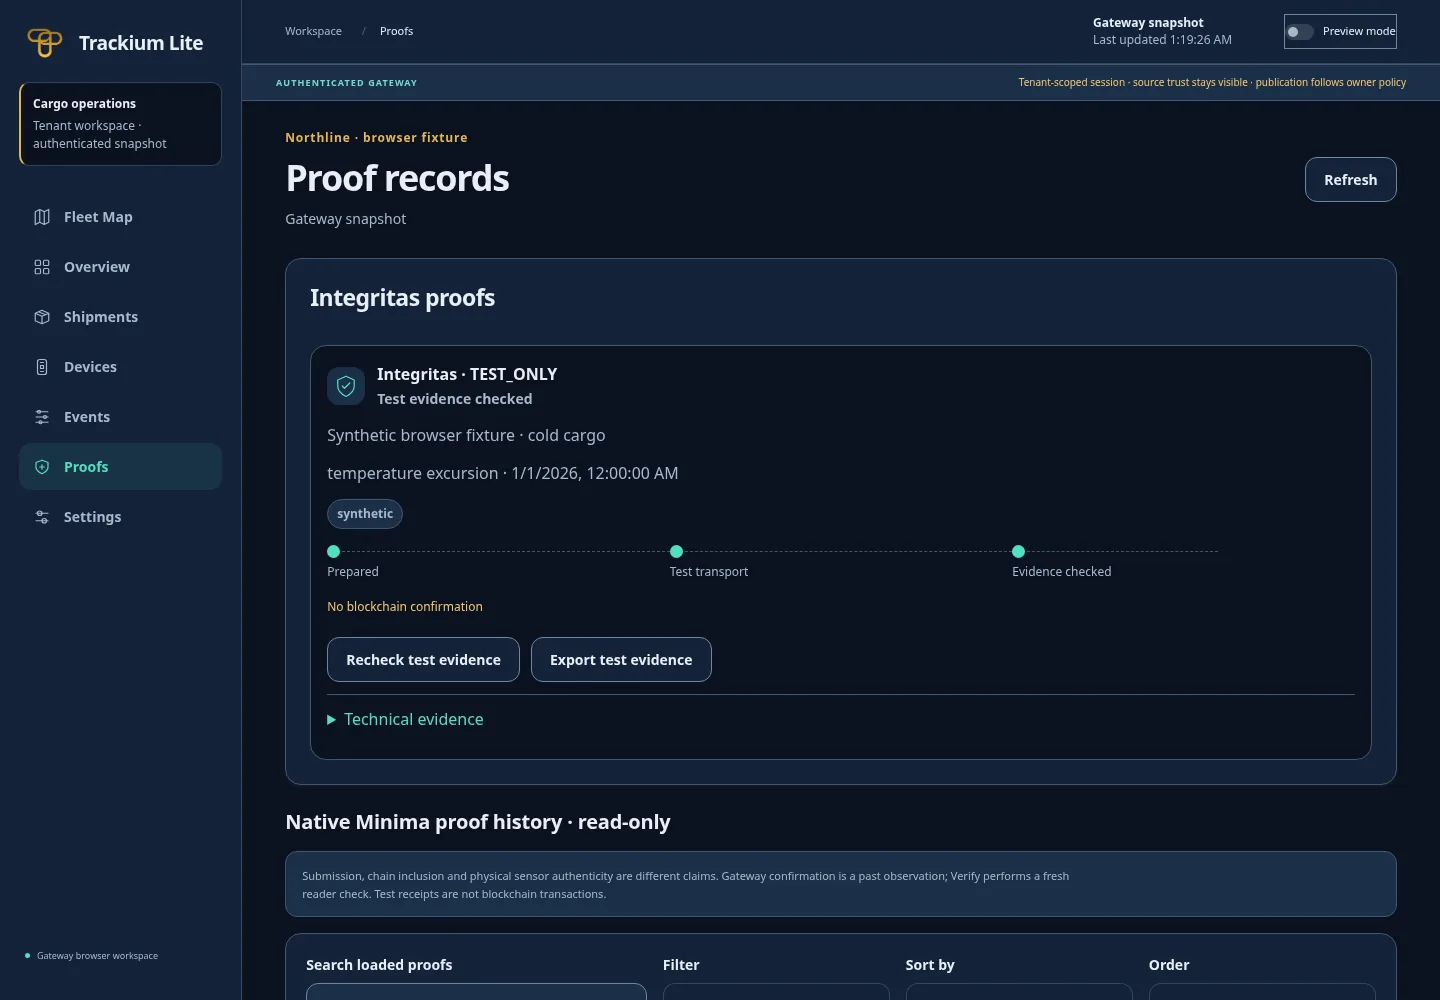 Trackium Lite
Cargo operations
Tenant workspace ·
authenticated snapshot
Fleet Map
Overview
Shipments
Devices
Events
Proofs
Settings
Gateway browser workspace
Workspace / Proofs
Gateway snapshot
Last updated 1:19:26 AM
Preview mode
AUTHENTICATED GATEWAY
Tenant-scoped session · source trust stays visible · publication follows owner policy
Northline · browser fixture
Proof records
Gateway snapshot
Refresh
Integritas proofs
Integritas · TEST_ONLY
Test evidence checked
Synthetic browser fixture · cold cargo
temperature excursion · 1/1/2026, 12:00:00 AM
synthetic
Prepared
Test transport
Evidence checked
No blockchain confirmation
Recheck test evidence
Export test evidence
Technical evidence
Native Minima proof history · read-only
Submission, chain inclusion and physical sensor authenticity are different claims. Gateway confirmation is a past observation; Verify performs a fresh
reader check. Test receipts are not blockchain transactions.
Search loaded proofs
Filter
Sort by
Order